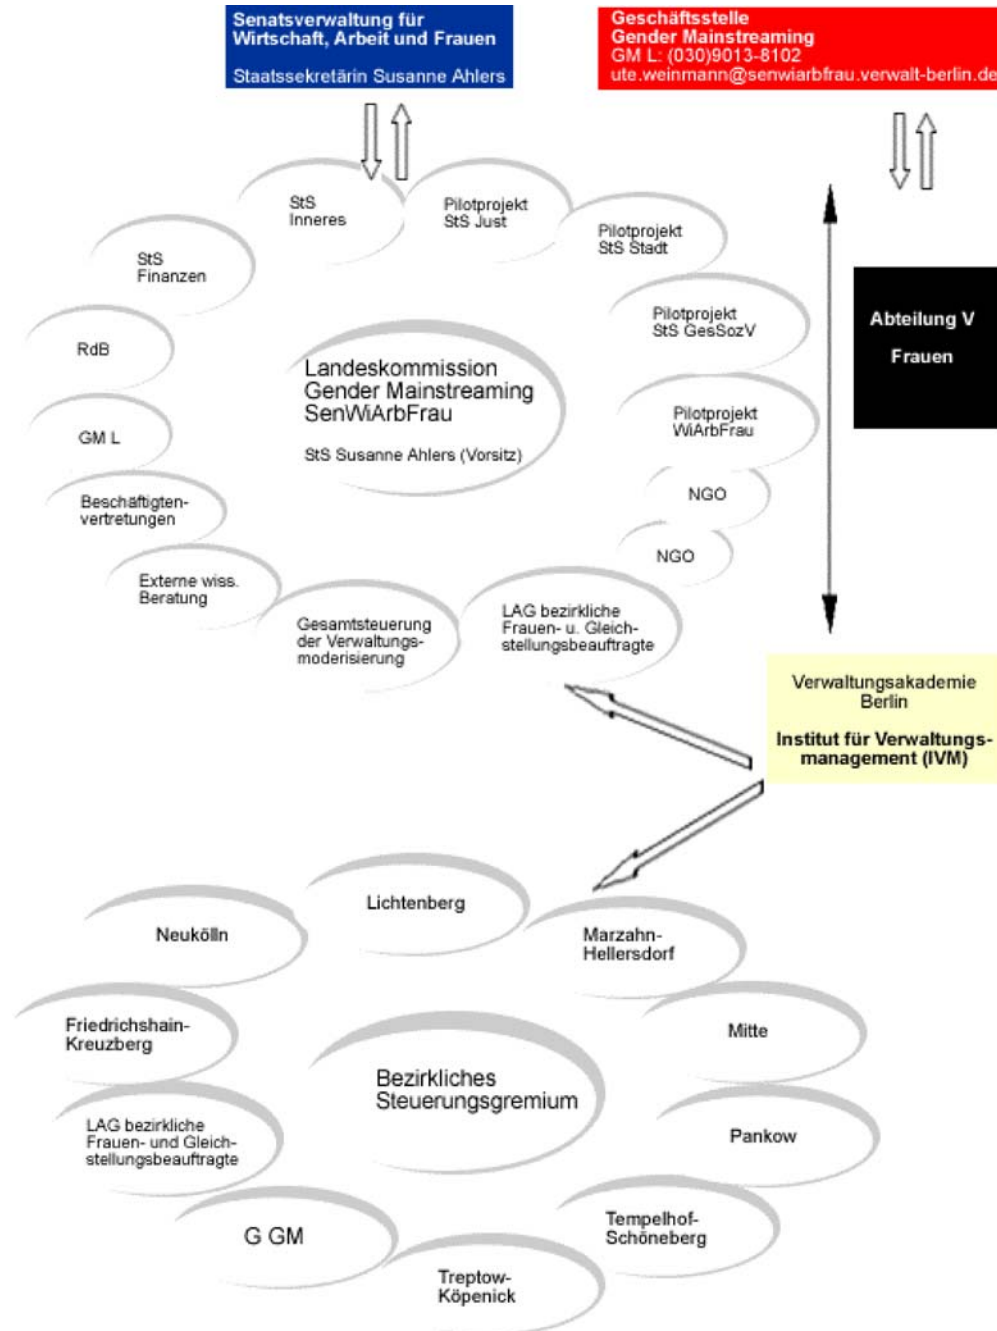 Senatsverwaltung für
Wirtschaft, Arbeit und Frauen
Staatssekretärin Susanne Ahlers
Geschäftsstelle
Gender Mainstreaming
GM L: (030)9013-8102
ute.weinmann@senwiarbfrau.verwalt-berlin.de
StS
Inneres
Pilotprojekt
StS Just
Pilotprojekt
StS Stadt
StS
Finanzen
Pilotprojekt
StS GesSozV
Abteilung V
Frauen
RdB
Landeskommission
Gender Mainstreaming
SenWiArbFrau
StS Susanne Ahlers (Vorsitz)
Pilotprojekt
WiArbFrau
GM L
NGO
Beschäftigten-
vertretungen
NGO
Externe wiss.
Beratung
Gesamtsteuerung
der Verwaltungs-
moderisierung
LAG bezirkliche
Frauen- u. Gleich-
stellungsbeauftragte
Verwaltungsakademie
Berlin
Institut für Verwaltungs-
management (IVM)
Lichtenberg
Neukölln
Marzahn-
Hellersdorf
Friedrichshain-
Kreuzberg
Mitte
Bezirkliches
Steuerungsgremium
LAG bezirkliche
Frauen- und Gleich-
stellungsbeauftragte
Pankow
G GM
Tempelhof-
Schöneberg
Treptow-
Köpenick